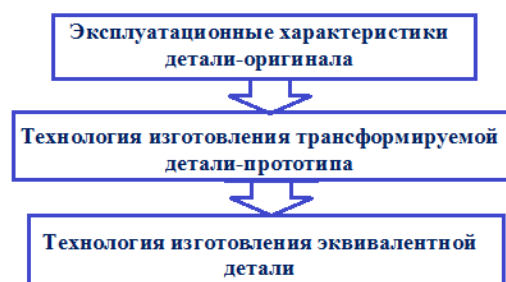 Эксплуатационные характеристики
детали-оригинала
Технология изготовления трансформируемой
детали-прототипа
Технология изготовления эквивалентной
детали